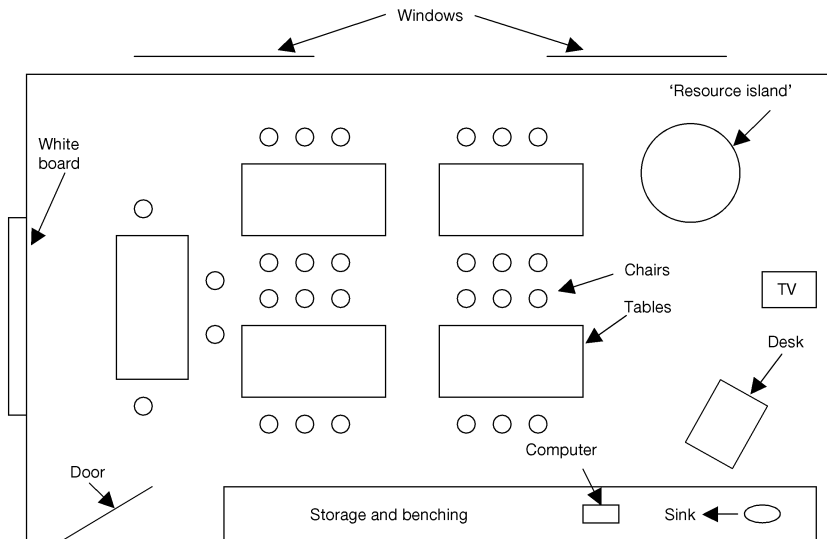 Windows
‘Resource island’
White
board
Chairs
TV
Tables
Desk
Computer
Door
Storage and benching
Sink